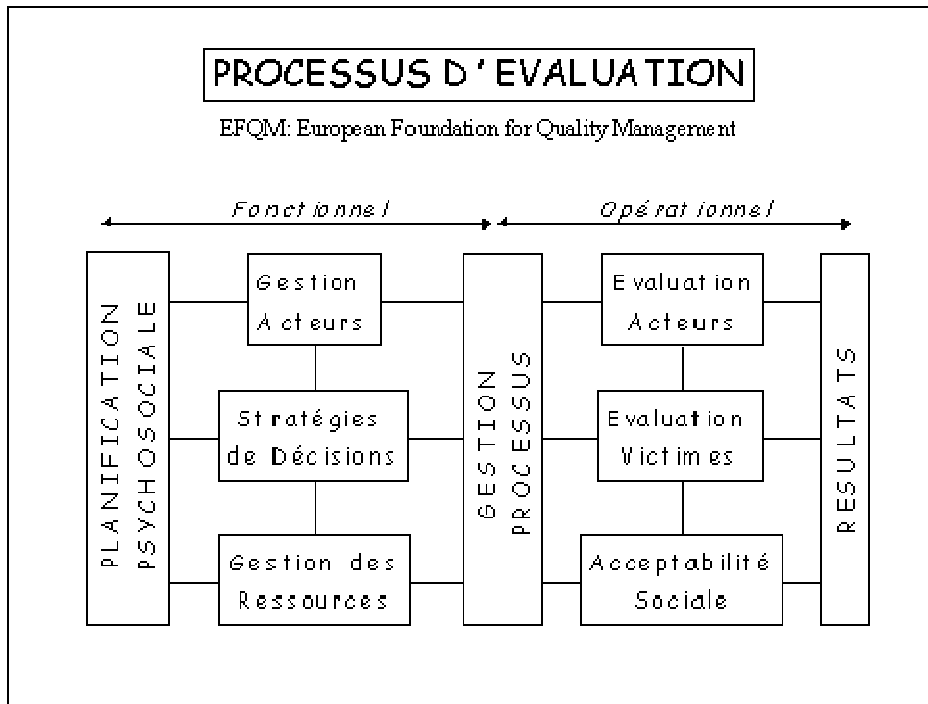 PROCESSUS D'EVALUATION
EFQM: European Foundation for Quality Management
Fonctionnel
Opérationnel
PLANIFICATION
PSYCHOSOCIALE
Gestion
Acteurs
Stratégies
de Décisions
Gestion des
Ressources
GESTION
PROCESSUS
Evaluation
Acteurs
Evaluation
Victimes
Acceptabilité
Sociale
RESULTATS